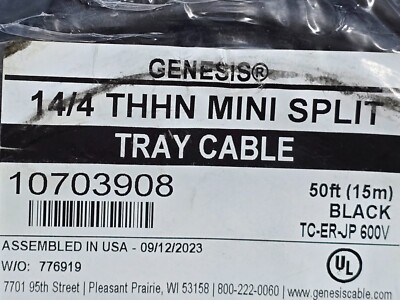 GENESIS®
14/4 THHN MINI SPLIT
TRAY CABLE
10703908
50ft (15m)
BLACK
TC-ER-JP 600V
ASSEMBLED IN USA - 09/12/2023
W/O: 776919
UL
7701 95th Street | Pleasant Prairie, WI 53158 | 800-222-0060 | www.genesiscable.com